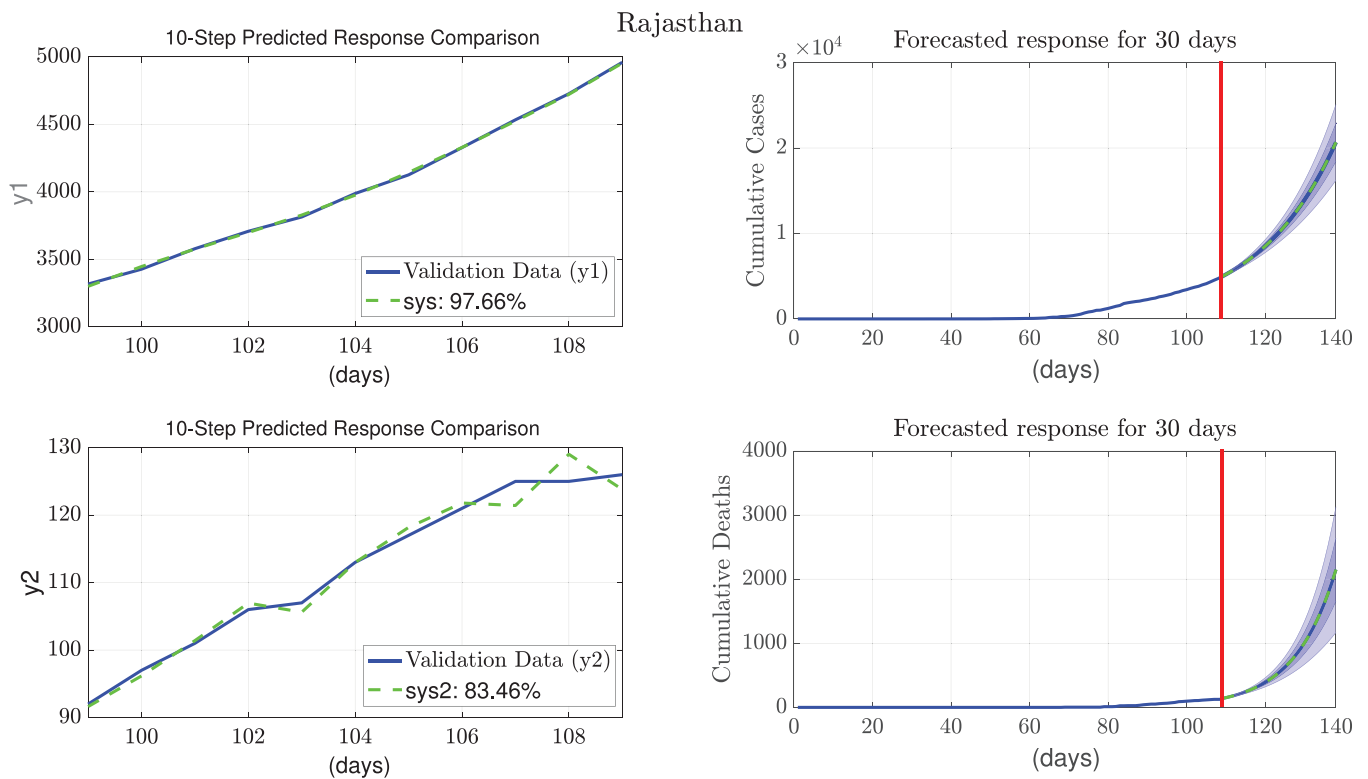 Rajasthan
10-Step Predicted Response Comparison
5000
4500
4000
3500
3000
y1
100 102 104 106 108
(days)
Validation Data (y1)
sys: 97.66%
Forecasted response for 30 days
×10⁴
3
2
1
0
Cumulative Cases
0 20 40 60 80 100 120 140
(days)
10-Step Predicted Response Comparison
130
120
110
100
90
y2
100 102 104 106 108
(days)
Validation Data (y2)
sys2: 83.46%
Forecasted response for 30 days
4000
3000
2000
1000
0
Cumulative Deaths
0 20 40 60 80 100 120 140
(days)